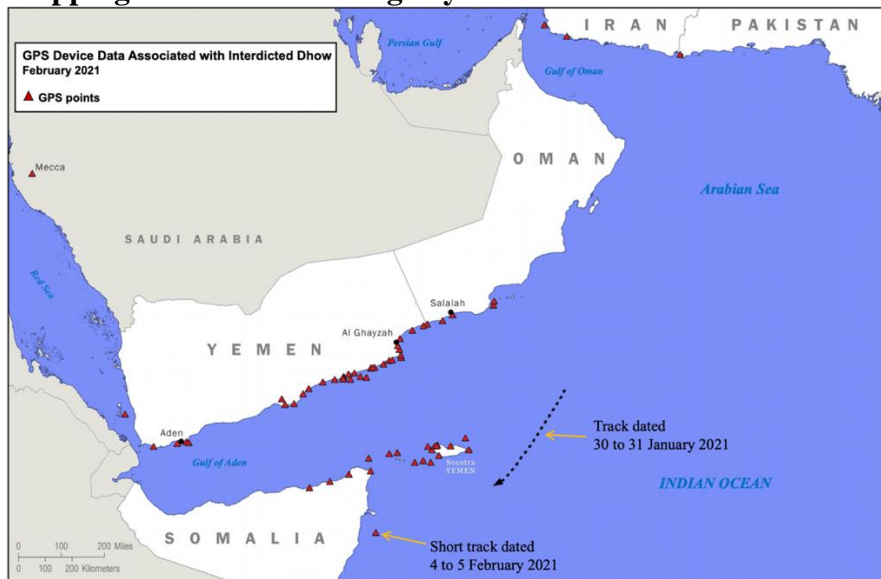 GPS Device Data Associated with Interdicted Dhow
February 2021
GPS points
Persian Gulf
I R A N
PAKISTAN
Gulf of Oman
Mecca
OMAN
Arabian Sea
SAUDI ARABIA
Red Sea
Salalah
Al Ghayzah
YEMEN
Aden
Gulf of Aden
Socotra
YEMEN
Track dated
30 to 31 January 2021
INDIAN OCEAN
SOMALIA
Short track dated
4 to 5 February 2021
0 100 200 Miles
0 100 200 Kilometers